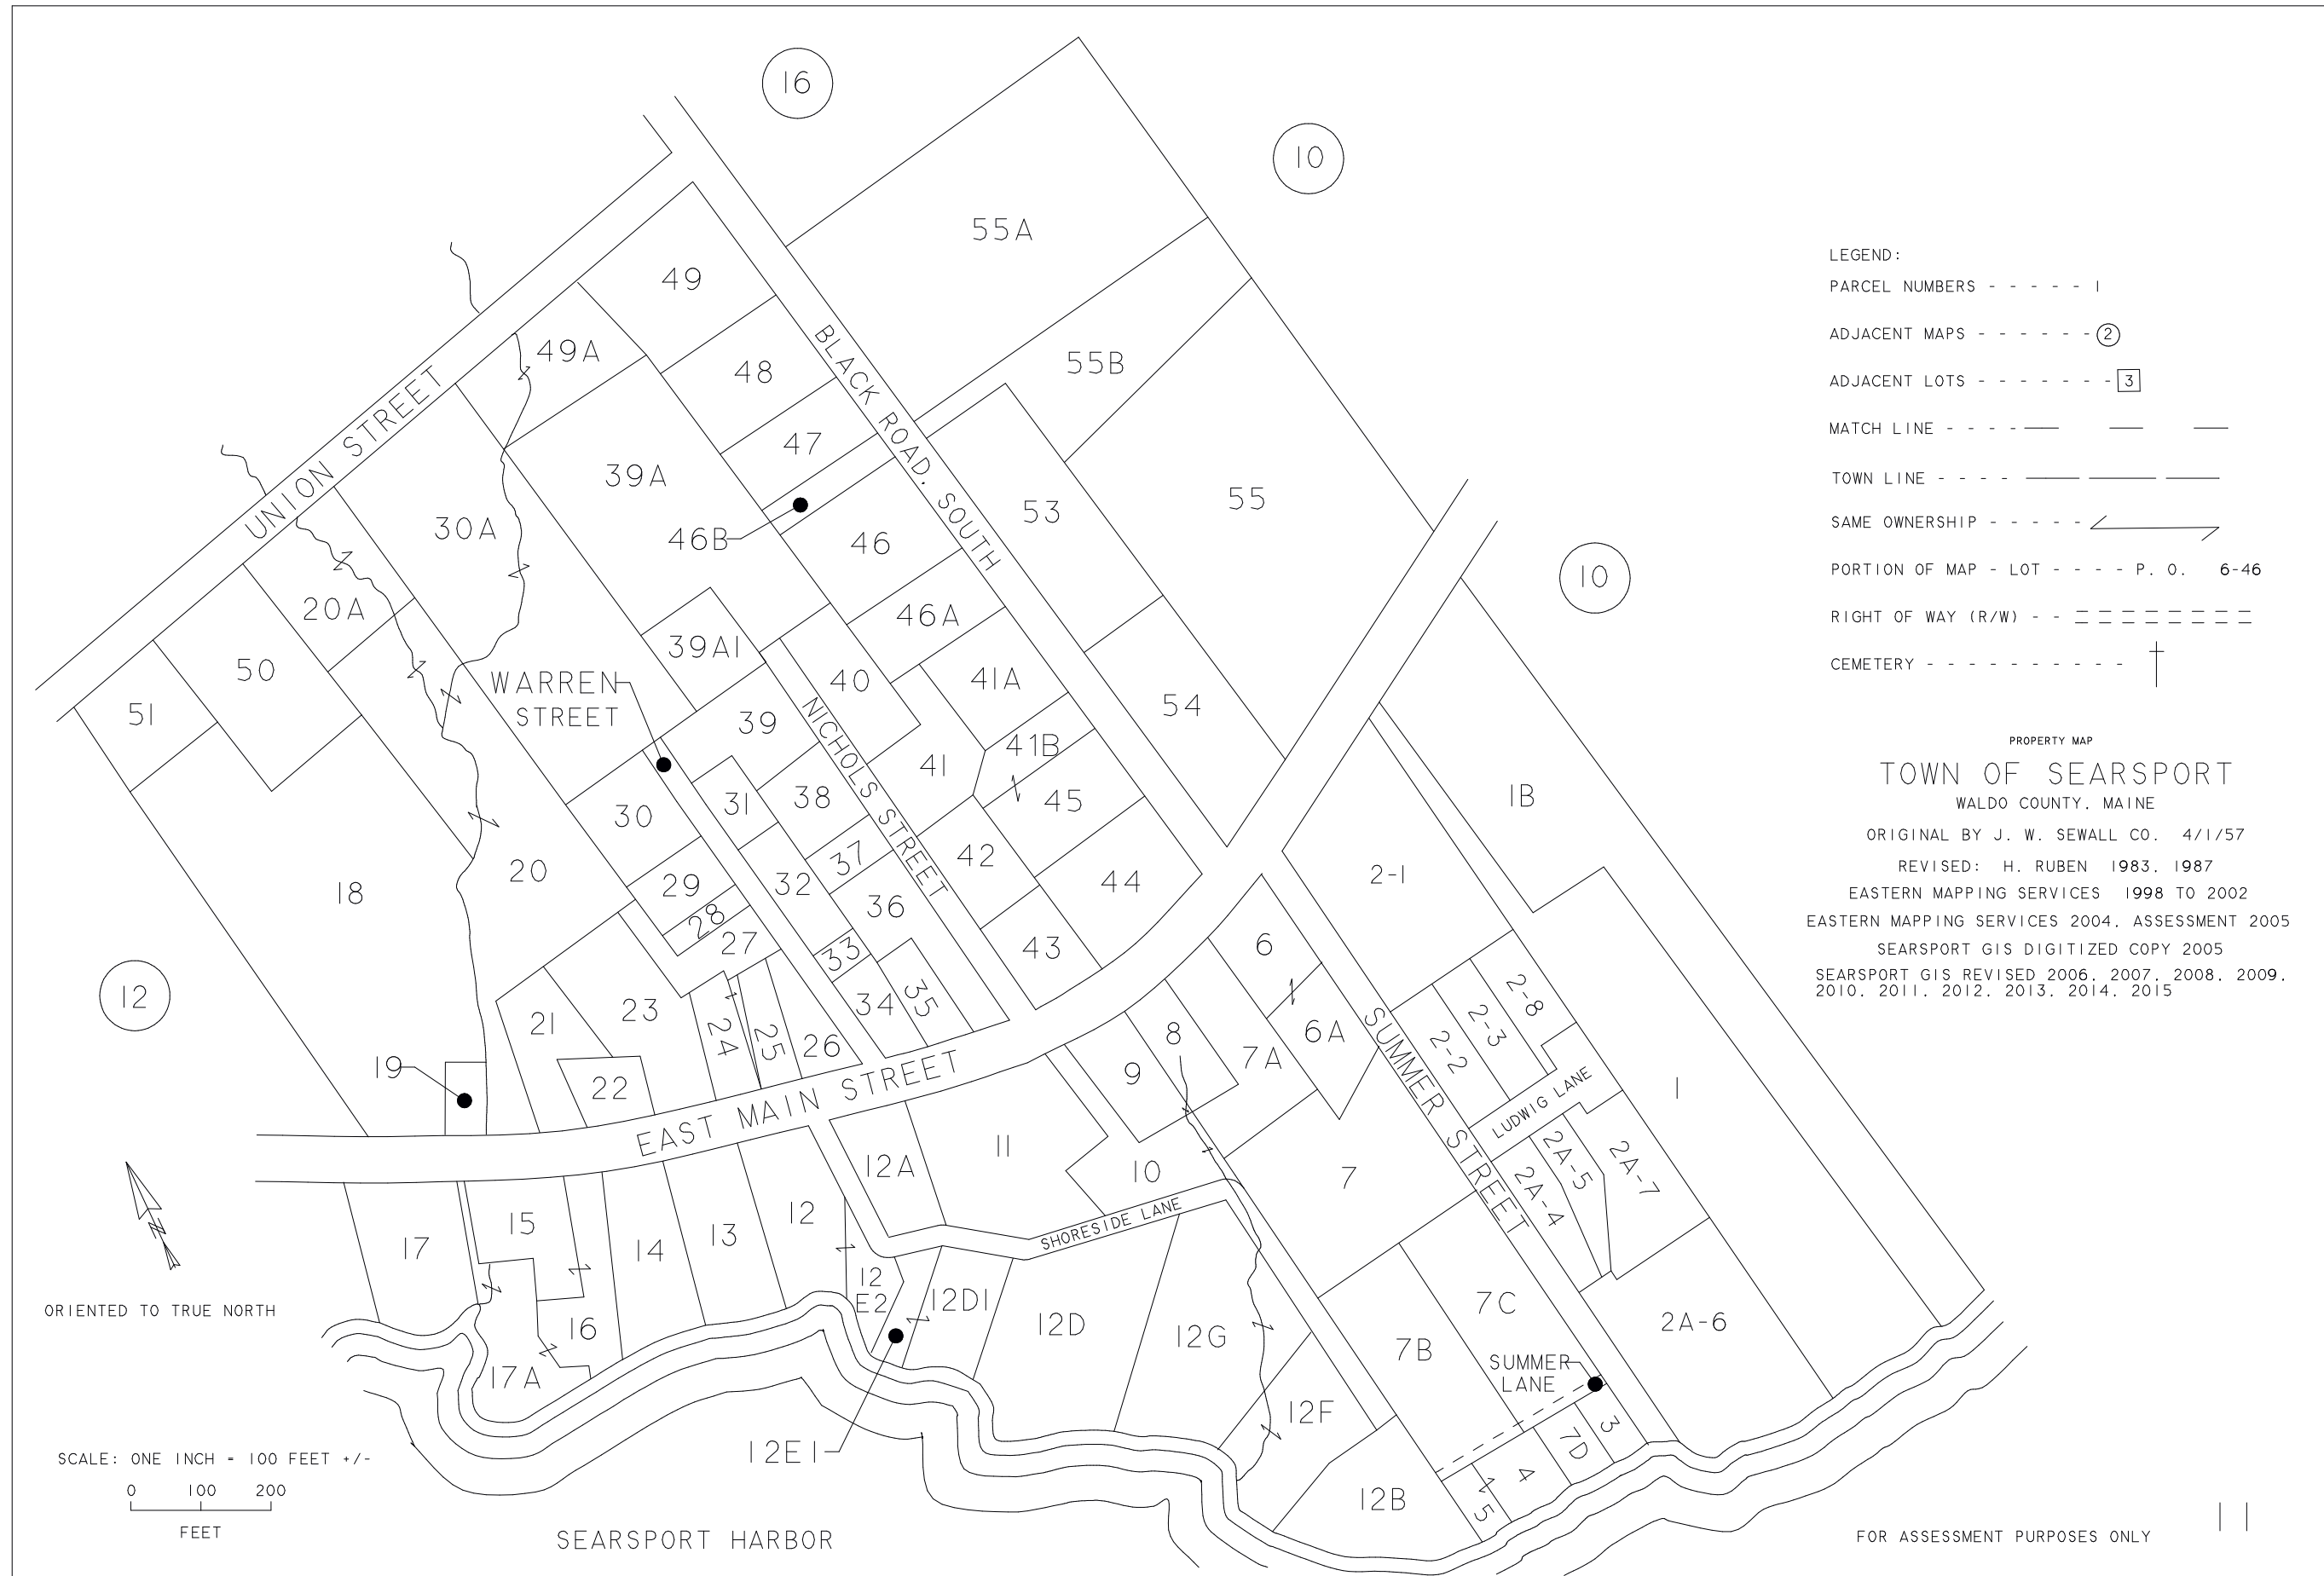 16
10
55A
49
LEGEND:
PARCEL NUMBERS - - - - - 1
ADJACENT MAPS - - - - - - 2
ADJACENT LOTS - - - - - - - 3
MATCH LINE - - - -
TOWN LINE - - - -
SAME OWNERSHIP - - - - -
PORTION OF MAP - LOT - - - - P. O. 6-46
RIGHT OF WAY (R/W) - -
CEMETERY - - - - - - - - - -
49A
48
55B
BLACK ROAD, SOUTH
UNION STREET
47
39A
30A
46B
46
53
55
10
20A
46A
39A1
50
40
41A
WARREN
STREET
51
39
NICHOLS STREET
54
41B
41
PROPERTY MAP
TOWN OF SEARSPORT
WALDO COUNTY, MAINE
ORIGINAL BY J. W. SEWALL CO. 4/1/57
REVISED: H. RUBEN 1983, 1987
EASTERN MAPPING SERVICES 1998 TO 2002
EASTERN MAPPING SERVICES 2004, ASSESSMENT 2005
SEARSPORT GIS DIGITIZED COPY 2005
SEARSPORT GIS REVISED 2006, 2007, 2008, 2009,
2010, 2011, 2012, 2013, 2014, 2015
1B
31
38
45
30
20
18
29
32
37
42
44
2-1
28
36
27
33
43
6
12
23
21
34
35
2-8
2-3
2-2
24
25
26
8
7A
6A
SUMMER STREET
19
22
9
LUDWIG LANE
1
EAST MAIN STREET
12A
11
10
7
2A-5
2A-4
2A-7
15
12
13
14
17
SHORESIDE LANE
12
E2
12D1
12D
12G
7C
7B
2A-6
ORIENTED TO TRUE NORTH
16
17A
SUMMER
LANE
12F
3
7D
4
5
12E1
12B
SCALE: ONE INCH = 100 FEET +/-
0 100 200
FEET
SEARSPORT HARBOR
FOR ASSESSMENT PURPOSES ONLY
11